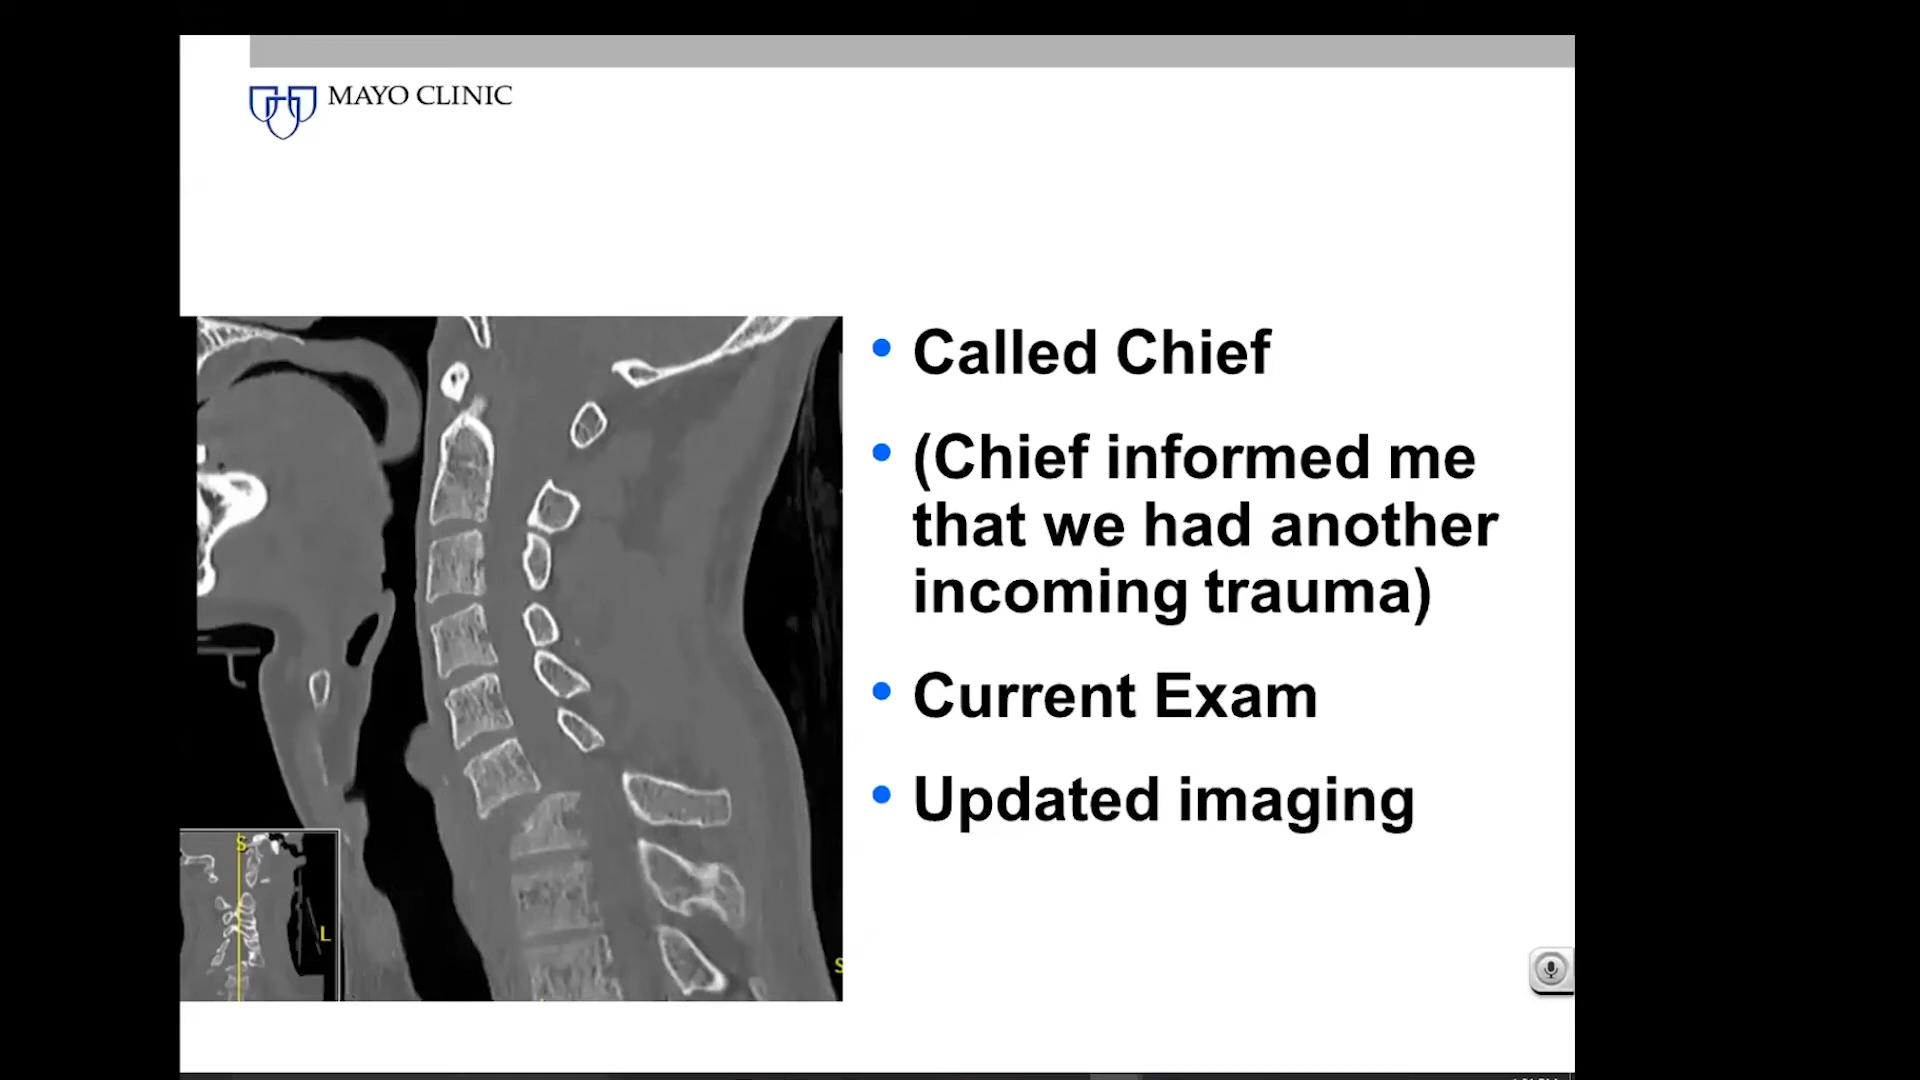 MAYO CLINIC
• Called Chief
• (Chief informed me
that we had another
incoming trauma)
• Current Exam
• Updated imaging
S
L
S